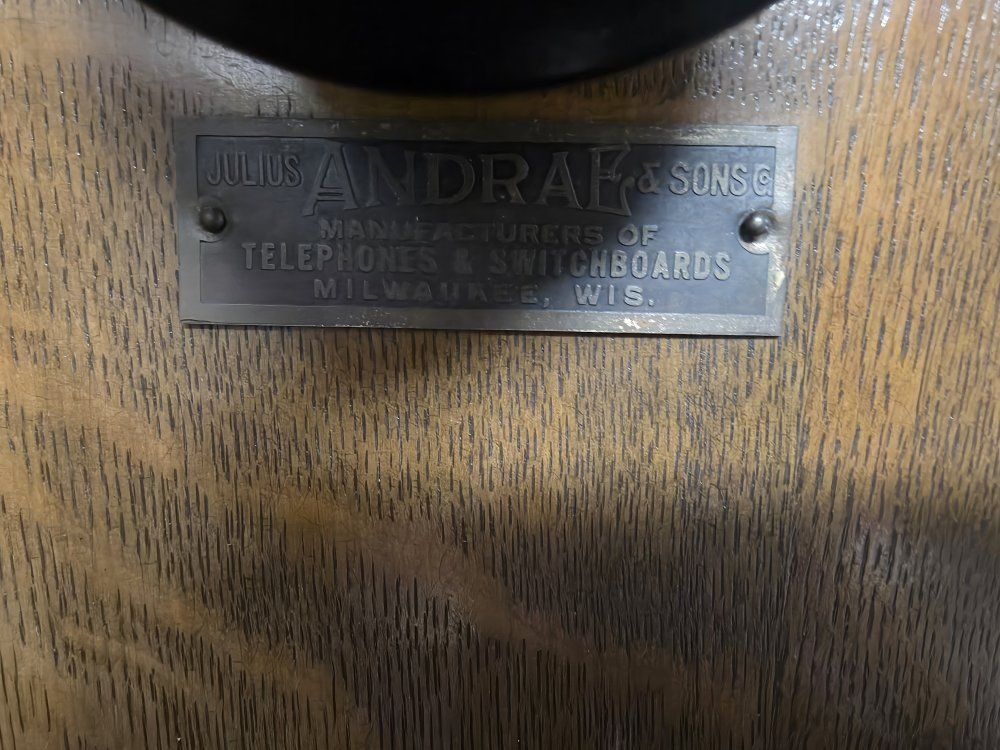 JULIUS ANDRAE & SONS Co.
MANUFACTURERS OF
TELEPHONES & SWITCHBOARDS
MILWAUKEE, WIS.